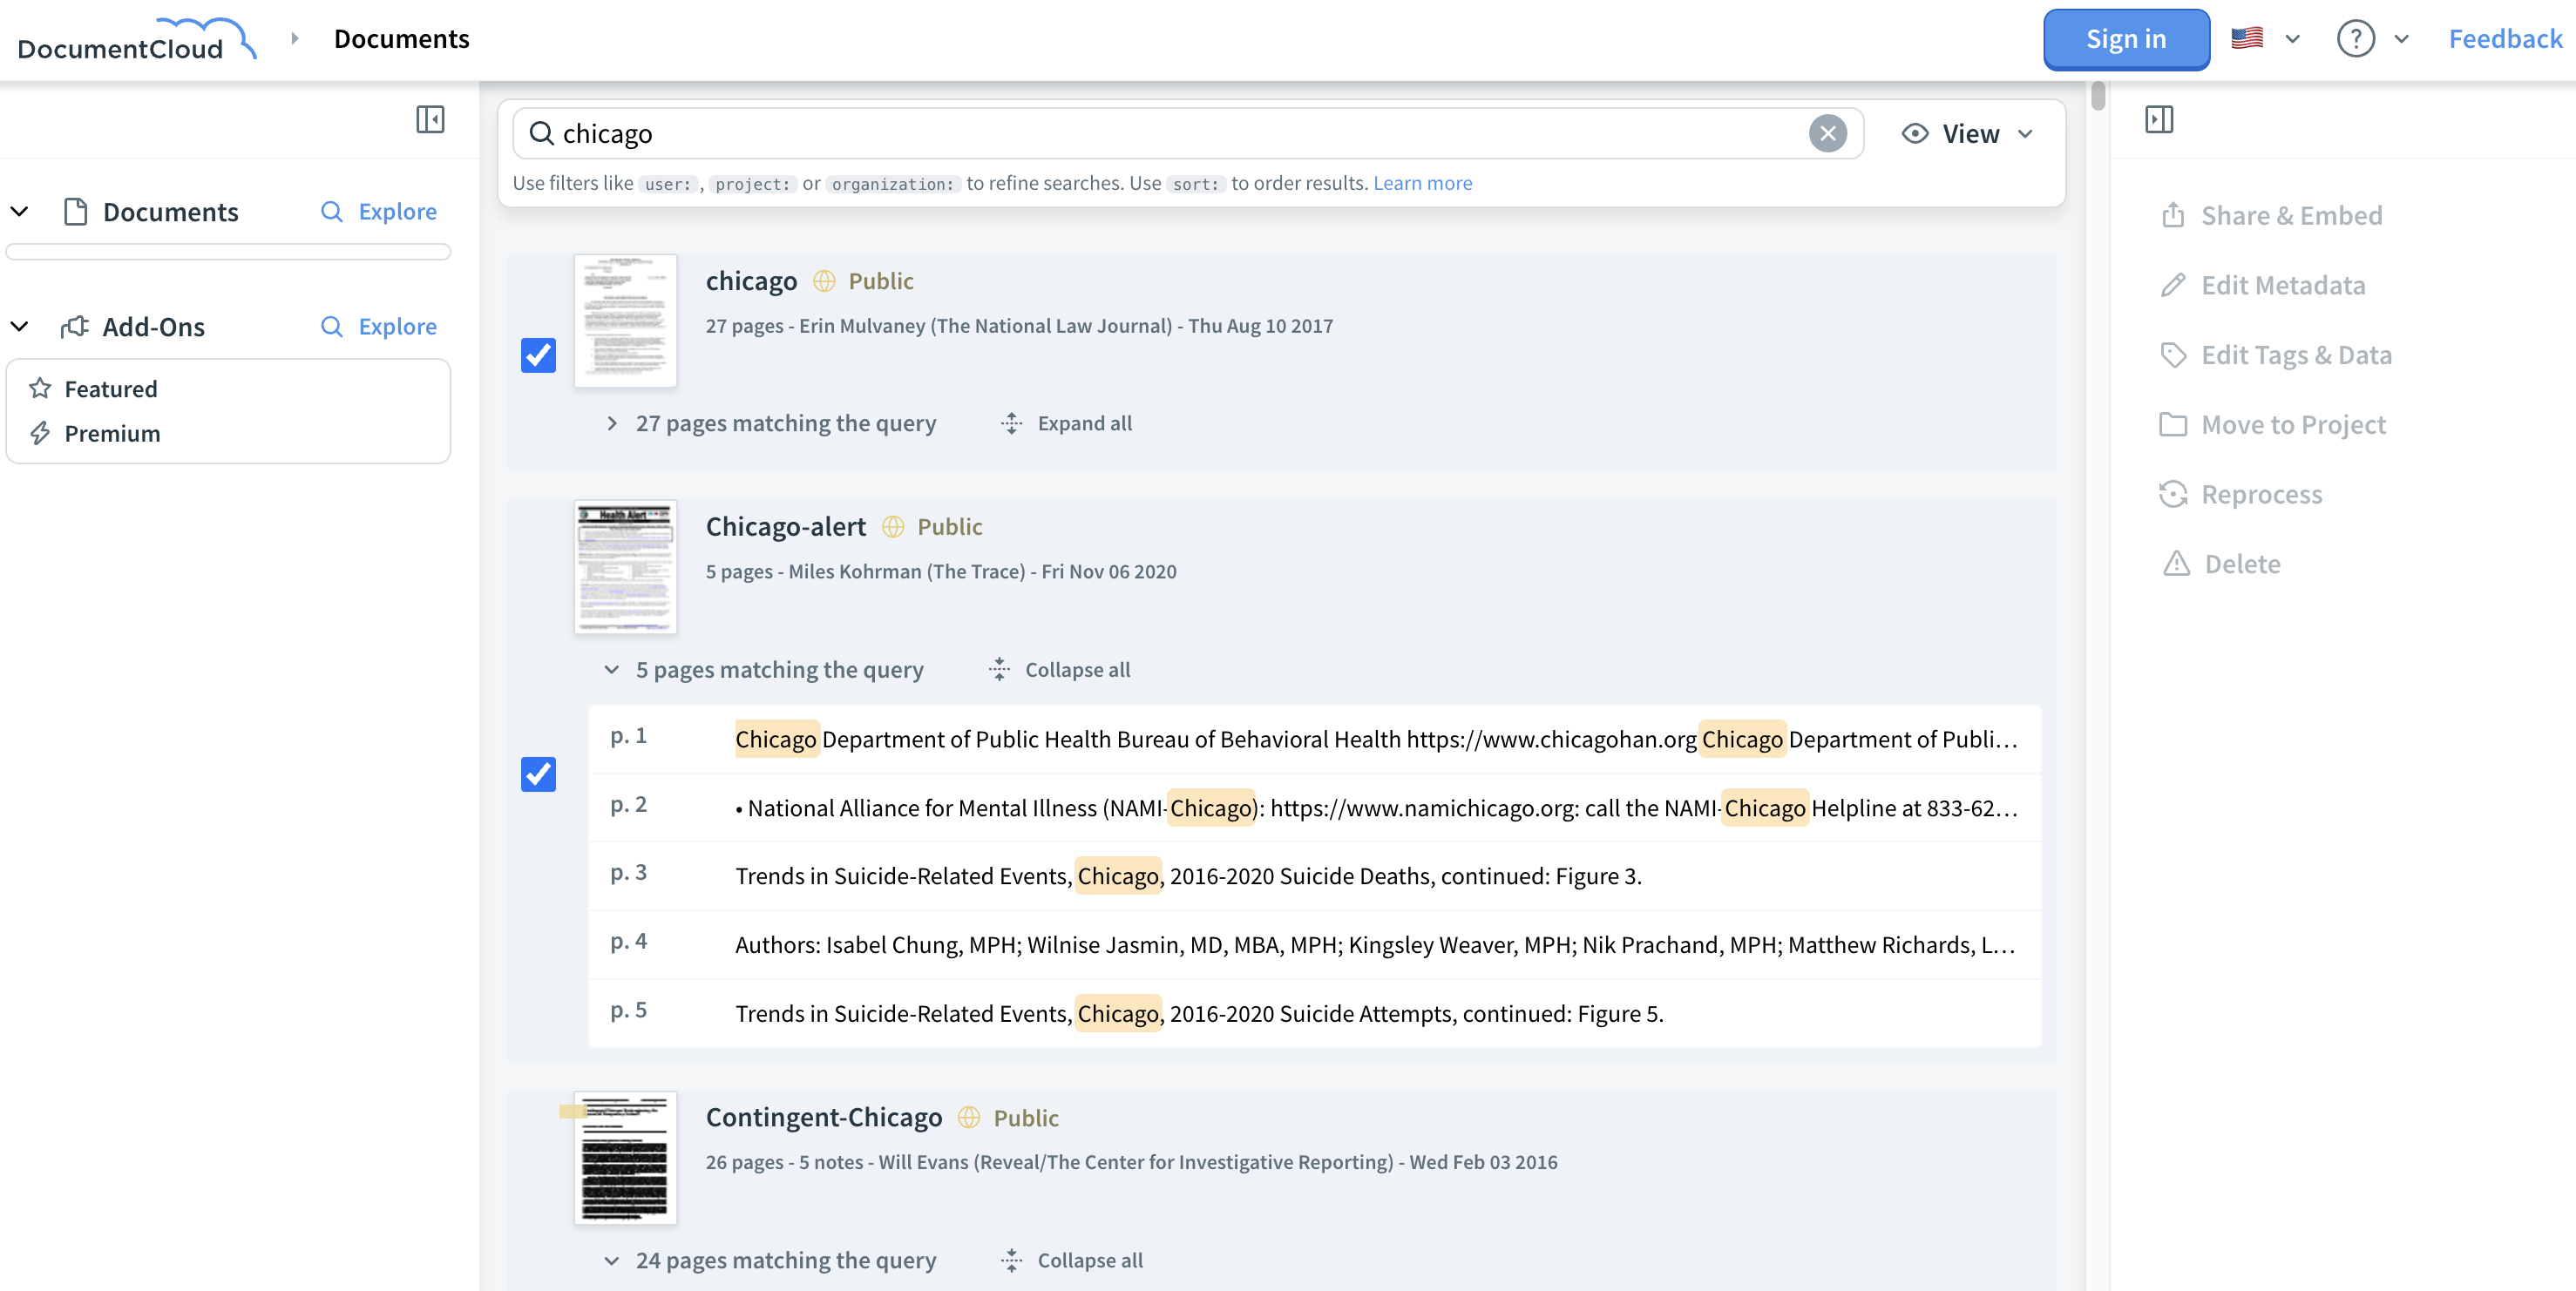 DocumentCloud
Documents
Sign in
?
Feedback
Documents
Explore
Add-Ons
Explore
Featured
Premium
chicago
View
Use filters like user: , project: or organization: to refine searches. Use sort: to order results. Learn more
chicago Public
27 pages - Erin Mulvaney (The National Law Journal) - Thu Aug 10 2017
27 pages matching the query
Expand all
Health Alert
Chicago-alert Public
5 pages - Miles Kohrman (The Trace) - Fri Nov 06 2020
5 pages matching the query
Collapse all
p. 1 Chicago Department of Public Health Bureau of Behavioral Health https://www.chicagohan.org Chicago Department of Publi…
p. 2 • National Alliance for Mental Illness (NAMI-Chicago): https://www.namichicago.org: call the NAMI-Chicago Helpline at 833-62…
p. 3 Trends in Suicide-Related Events, Chicago, 2016-2020 Suicide Deaths, continued: Figure 3.
p. 4 Authors: Isabel Chung, MPH; Wilnise Jasmin, MD, MBA, MPH; Kingsley Weaver, MPH; Nik Prachand, MPH; Matthew Richards, L…
p. 5 Trends in Suicide-Related Events, Chicago, 2016-2020 Suicide Attempts, continued: Figure 5.
Contingent-Chicago Public
26 pages - 5 notes - Will Evans (Reveal/The Center for Investigative Reporting) - Wed Feb 03 2016
24 pages matching the query
Collapse all
Share & Embed
Edit Metadata
Edit Tags & Data
Move to Project
Reprocess
Delete